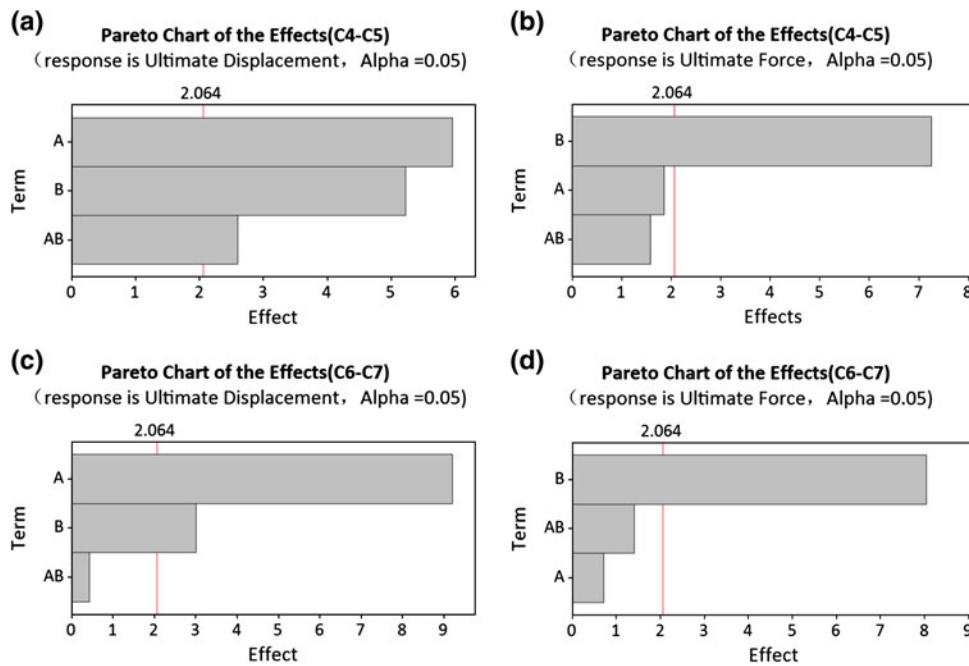 (a)
Pareto Chart of the Effects(C4-C5)
（response is Ultimate Displacement， Alpha =0.05)
2.064
Term
A
B
AB
0 1 2 3 4 5 6
Effect
(b)
Pareto Chart of the Effects(C4-C5)
（response is Ultimate Force， Alpha =0.05)
2.064
Term
B
A
AB
0 1 2 3 4 5 6 7 8
Effects
(c)
Pareto Chart of the Effects(C6-C7)
（response is Ultimate Displacement， Alpha =0.05)
2.064
Term
A
B
AB
0 1 2 3 4 5 6 7 8 9
Effect
(d)
Pareto Chart of the Effects(C6-C7)
（response is Ultimate Force， Alpha =0.05)
2.064
Term
B
AB
A
0 1 2 3 4 5 6 7 8 9
Effect